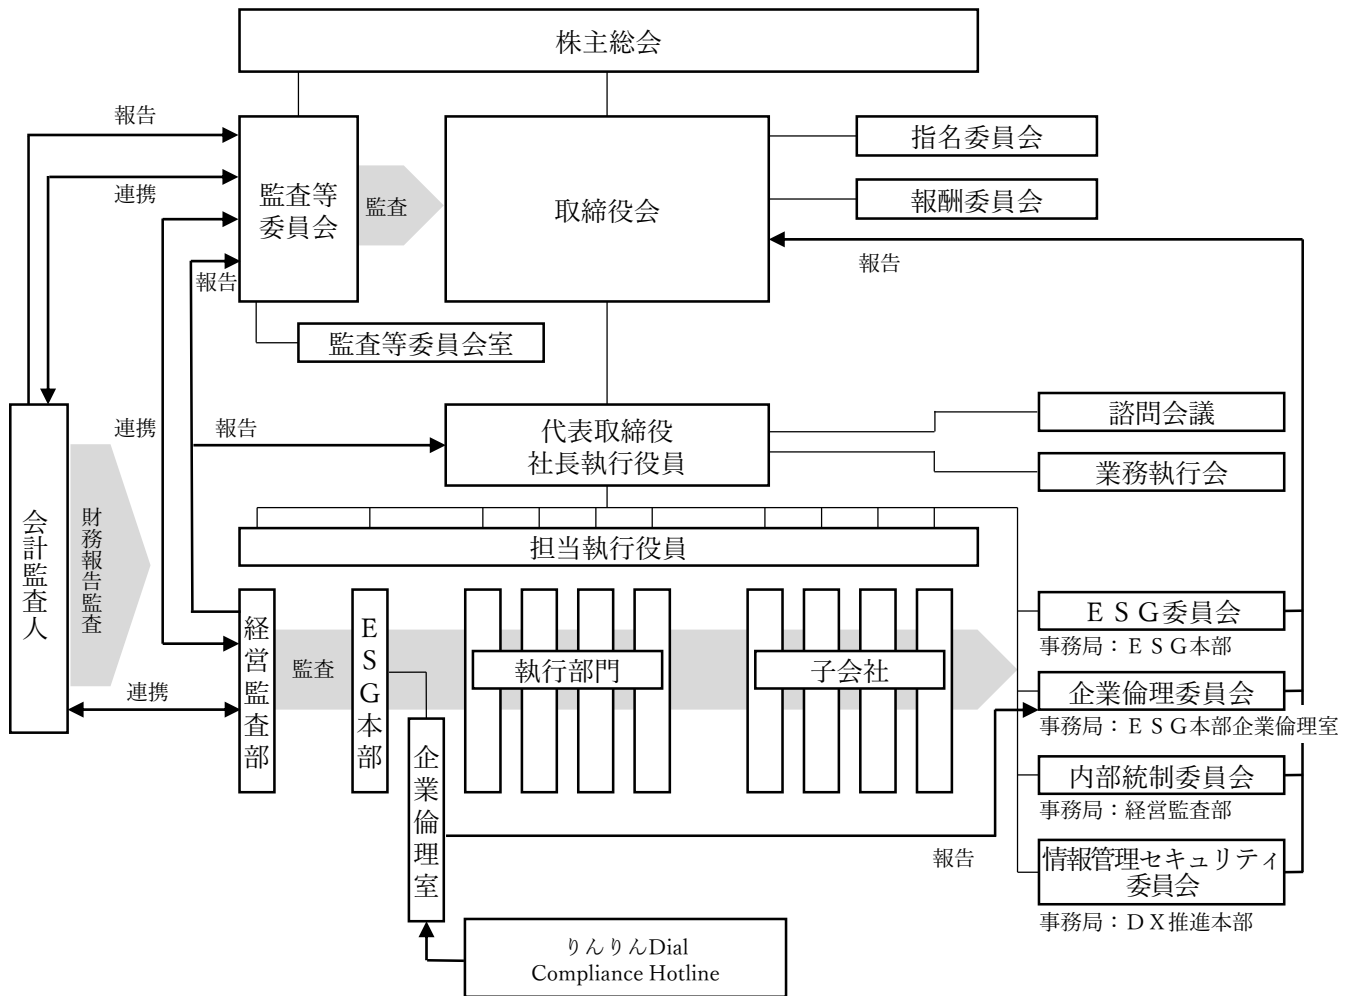 株主総会
報告
連携
監査等
委員会
監査
取締役会
指名委員会
報酬委員会
報告
連携
報告
監査等委員会室
報告
代表取締役
社長執行役員
諮問会議
業務執行会
担当執行役員
会計監査人
財務報告監査
連携
経営監査部
監査
ESG本部
企業倫理室
執行部門
子会社
ＥＳＧ委員会
事務局：ＥＳＧ本部
企業倫理委員会
事務局：ＥＳＧ本部企業倫理室
内部統制委員会
事務局：経営監査部
報告
情報管理セキュリティ
委員会
事務局：ＤＸ推進本部
りんりんDial
Compliance Hotline